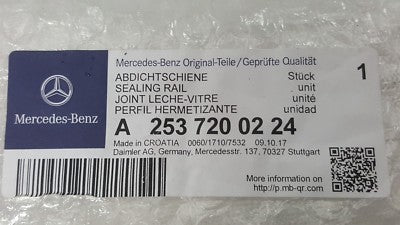 Mercedes-Benz
Mercedes-Benz Original-Teile/Geprüfte Qualität
ABDICHTSCHIENE Stück 1
SEALING RAIL unit
JOINT LECHE-VITRE unité
PERFIL HERMETIZANTE unidad
A 253 720 02 24
Made in CROATIA 0060/1710/7532 09.10.17
Daimler AG, Germany, Mercedesstr. 137, 70327 Stuttgart
More information on
http://p.mb-qr.com/